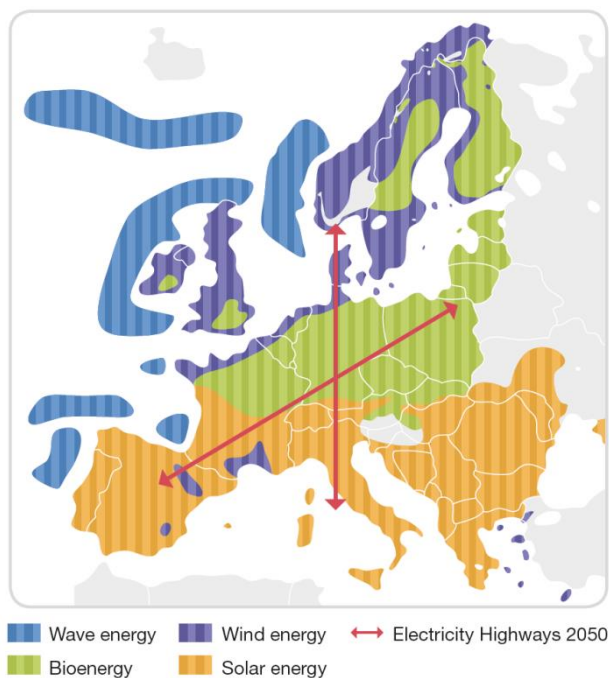 Wave energy
Wind energy
Electricity Highways 2050
Bioenergy
Solar energy